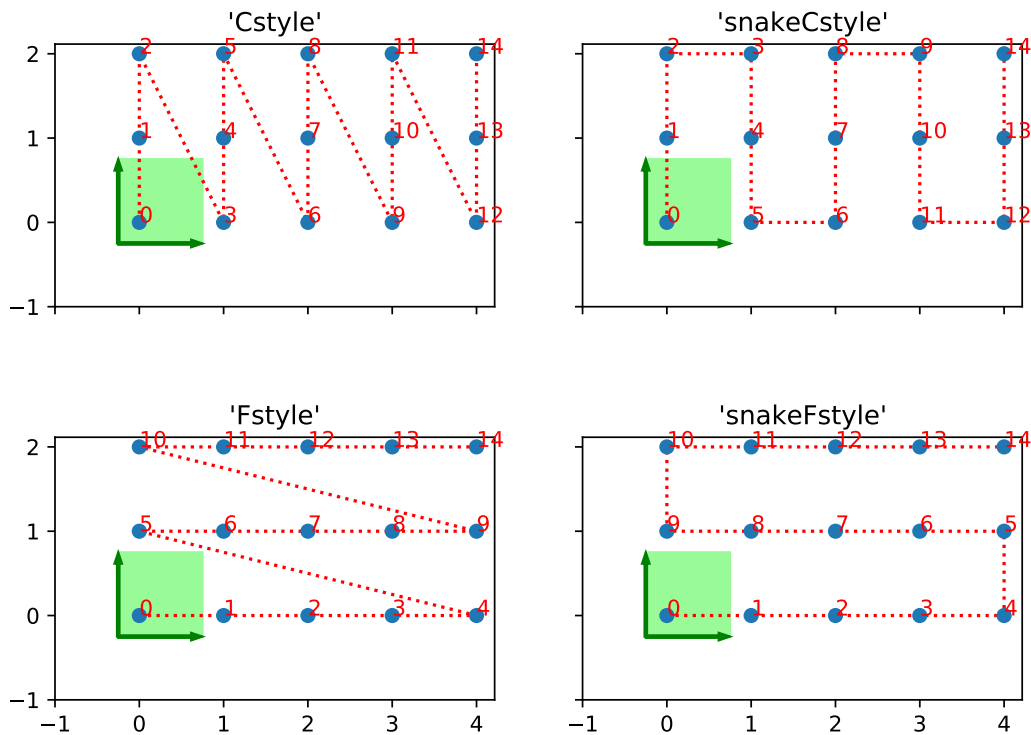 'Cstyle' 'snakeCstyle'
2 2 5 8 11 14 2 3 8 9 14
1 1 4 7 10 13 1 4 7 10 13
0 0 3 6 9 12 0 5 6 11 12
−1
'Fstyle' 'snakeFstyle'
2 10 11 12 13 14 10 11 12 13 14
1 5 6 7 8 9 9 8 7 6 5
0 0 1 2 3 4 0 1 2 3 4
−1
−1 0 1 2 3 4 −1 0 1 2 3 4